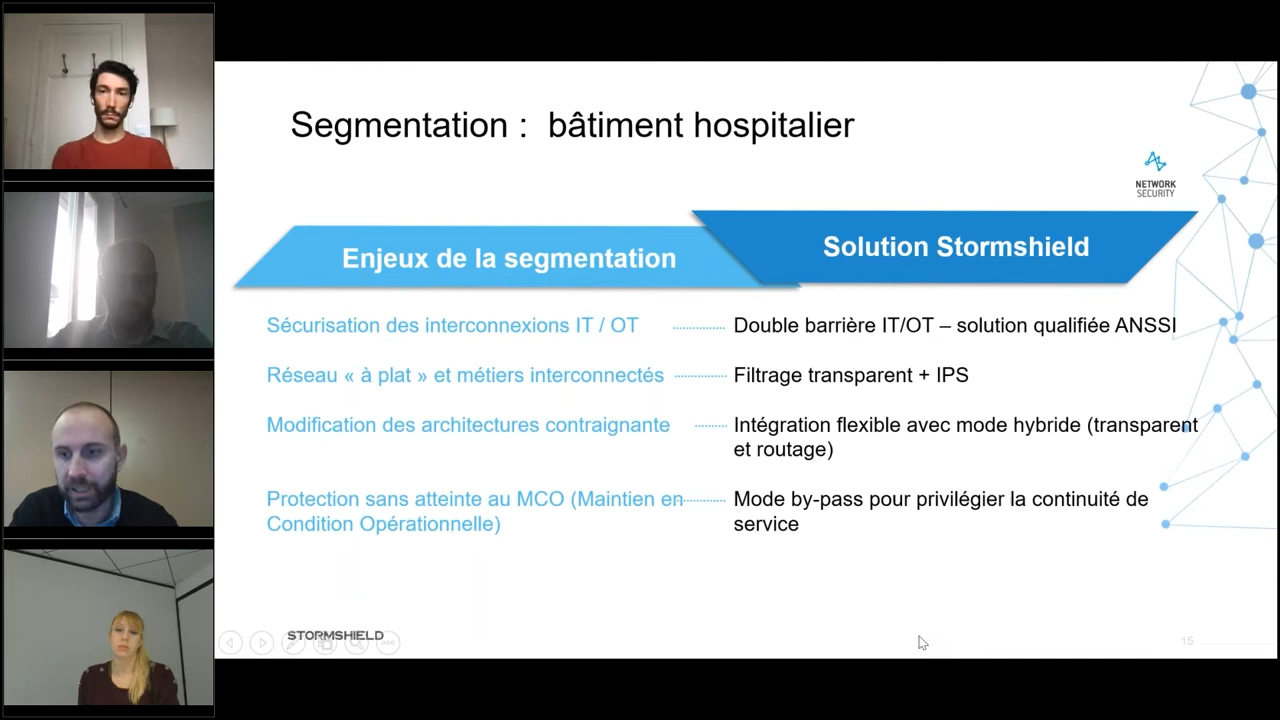 Segmentation : bâtiment hospitalier
NETWORK
SECURITY
Enjeux de la segmentation
Solution Stormshield
Sécurisation des interconnexions IT / OT
Double barrière IT/OT – solution qualifiée ANSSI
Réseau « à plat » et métiers interconnectés
Filtrage transparent + IPS
Modification des architectures contraignante
Intégration flexible avec mode hybride (transparent
et routage)
Protection sans atteinte au MCO (Maintien en
Condition Opérationnelle)
Mode by-pass pour privilégier la continuité de
service
STORMSHIELD
15